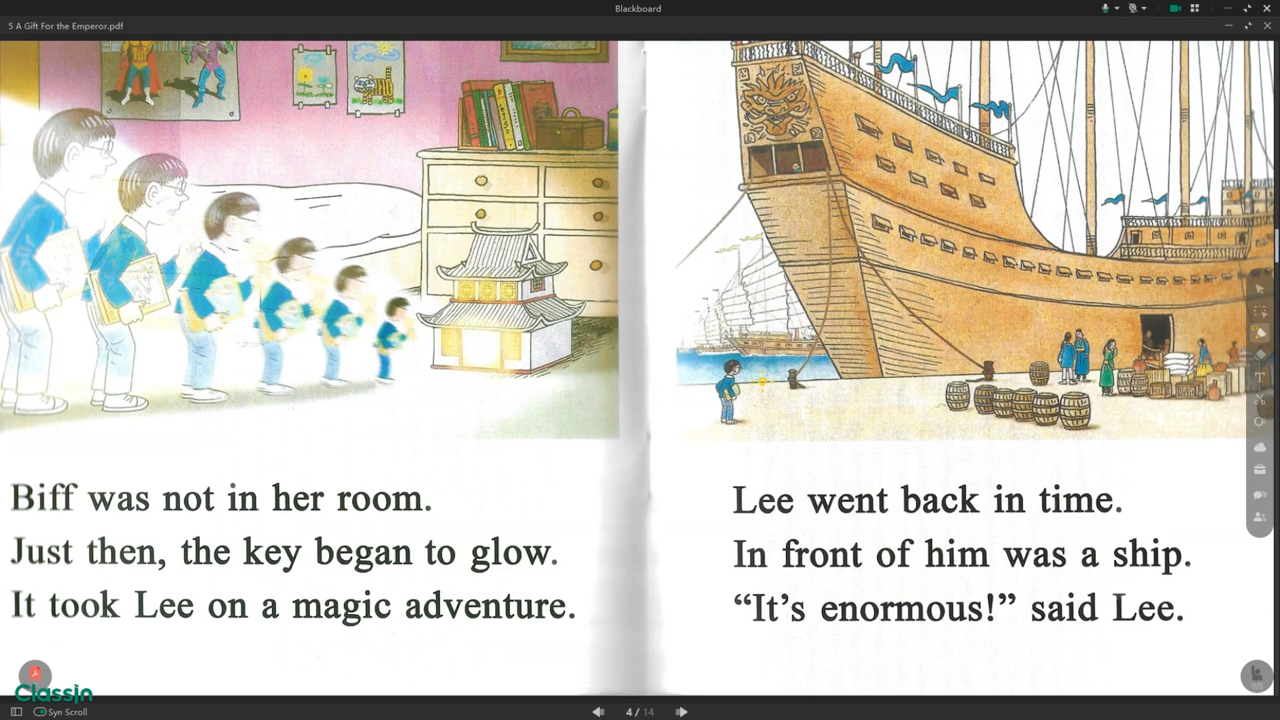 Blackboard
5 A Gift For the Emperor.pdf
Biff was not in her room.
Just then, the key began to glow.
It took Lee on a magic adventure.
Lee went back in time.
In front of him was a ship.
“It’s enormous!” said Lee.
ClassIn
Syn Scroll
4 / 14
0/0